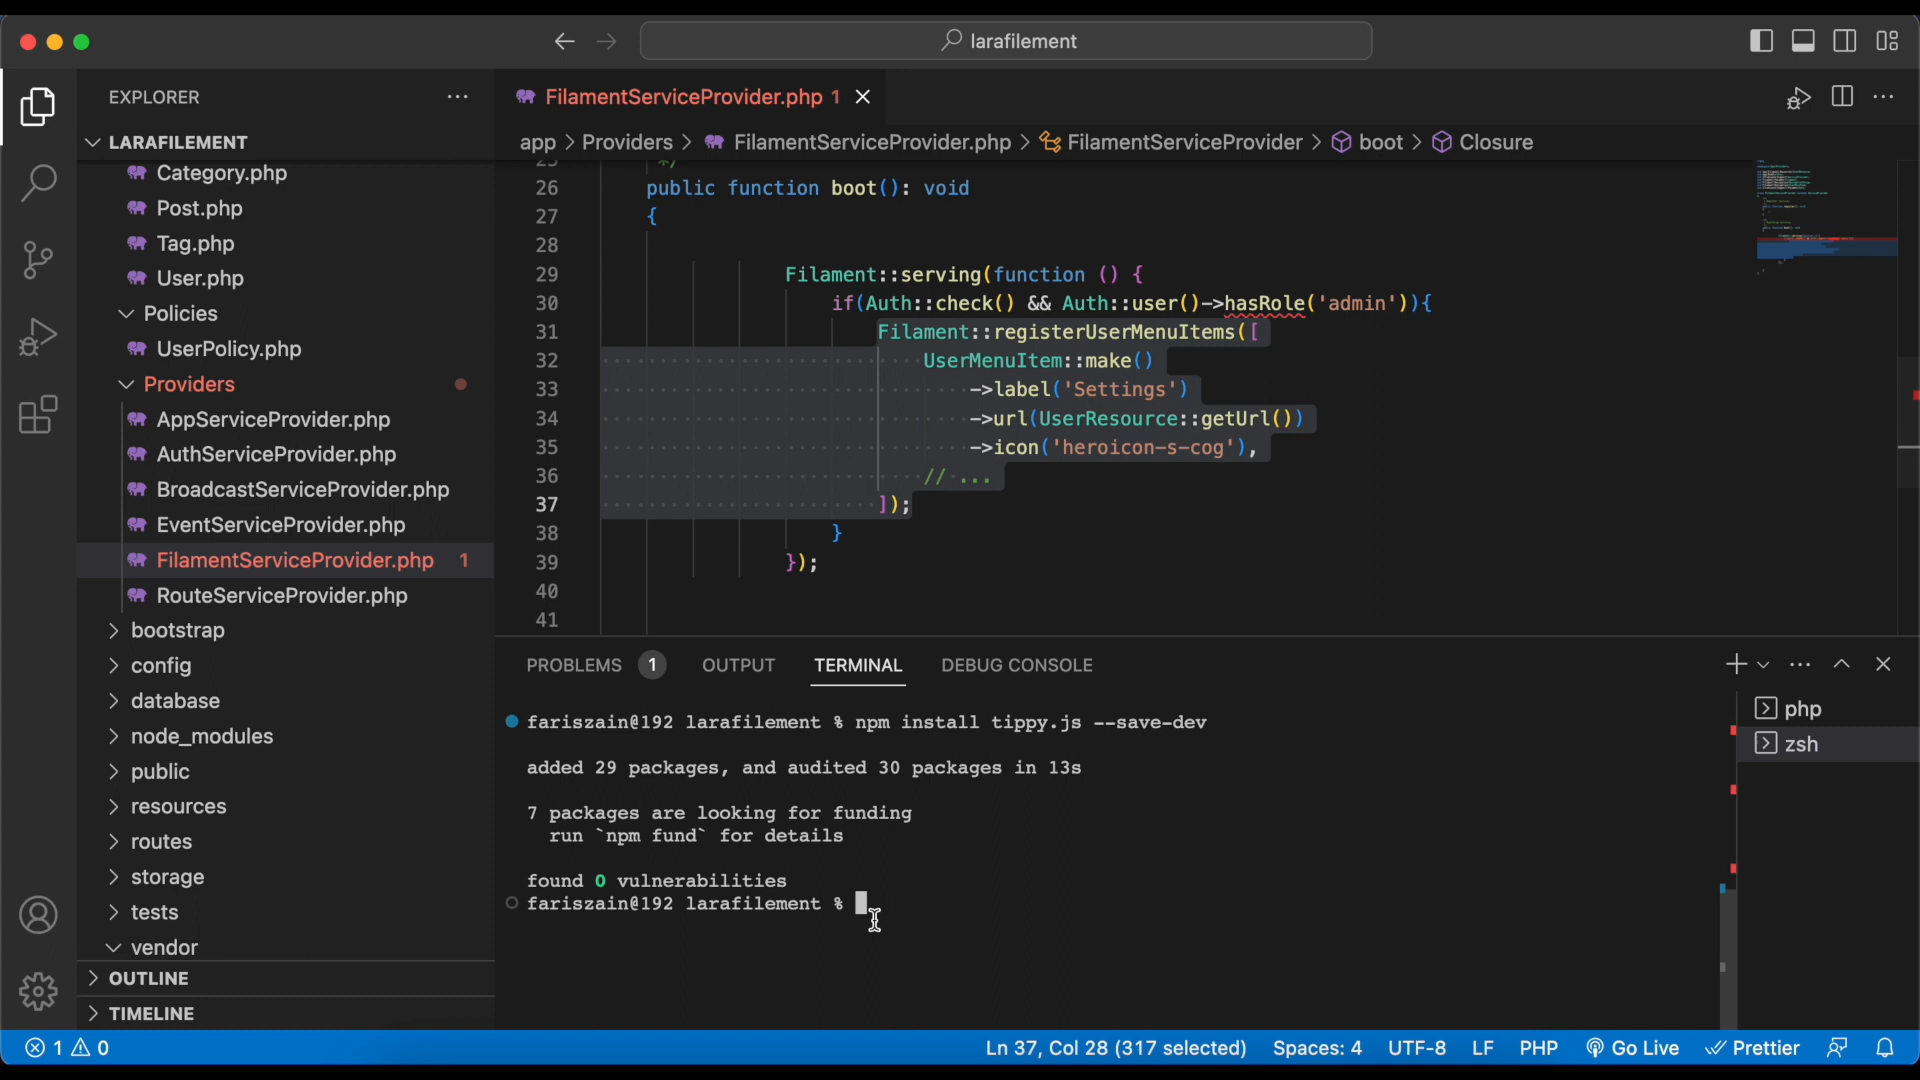 larafilement
EXPLORER
LARAFILEMENT
Category.php
Post.php
Tag.php
User.php
Policies
UserPolicy.php
Providers
AppServiceProvider.php
AuthServiceProvider.php
BroadcastServiceProvider.php
EventServiceProvider.php
FilamentServiceProvider.php 1
RouteServiceProvider.php
bootstrap
config
database
node_modules
public
resources
routes
storage
tests
vendor
OUTLINE
TIMELINE
FilamentServiceProvider.php 1
app > Providers > FilamentServiceProvider.php > FilamentServiceProvider > boot > Closure
25 */
26 public function boot(): void
27 {
28
29 Filament::serving(function () {
30 if(Auth::check() && Auth::user()->hasRole('admin')){
31 Filament::registerUserMenuItems([
32 UserMenuItem::make()
33 ->label('Settings')
34 ->url(UserResource::getUrl())
35 ->icon('heroicon-s-cog'),
36 // ...
37 ]);
38 }
39 });
40
41
PROBLEMS 1 OUTPUT TERMINAL DEBUG CONSOLE
fariszain@192 larafilement % npm install tippy.js --save-dev
added 29 packages, and audited 30 packages in 13s
7 packages are looking for funding
run `npm fund` for details
found 0 vulnerabilities
fariszain@192 larafilement %
php
zsh
1 0 Ln 37, Col 28 (317 selected) Spaces: 4 UTF-8 LF PHP Go Live Prettier